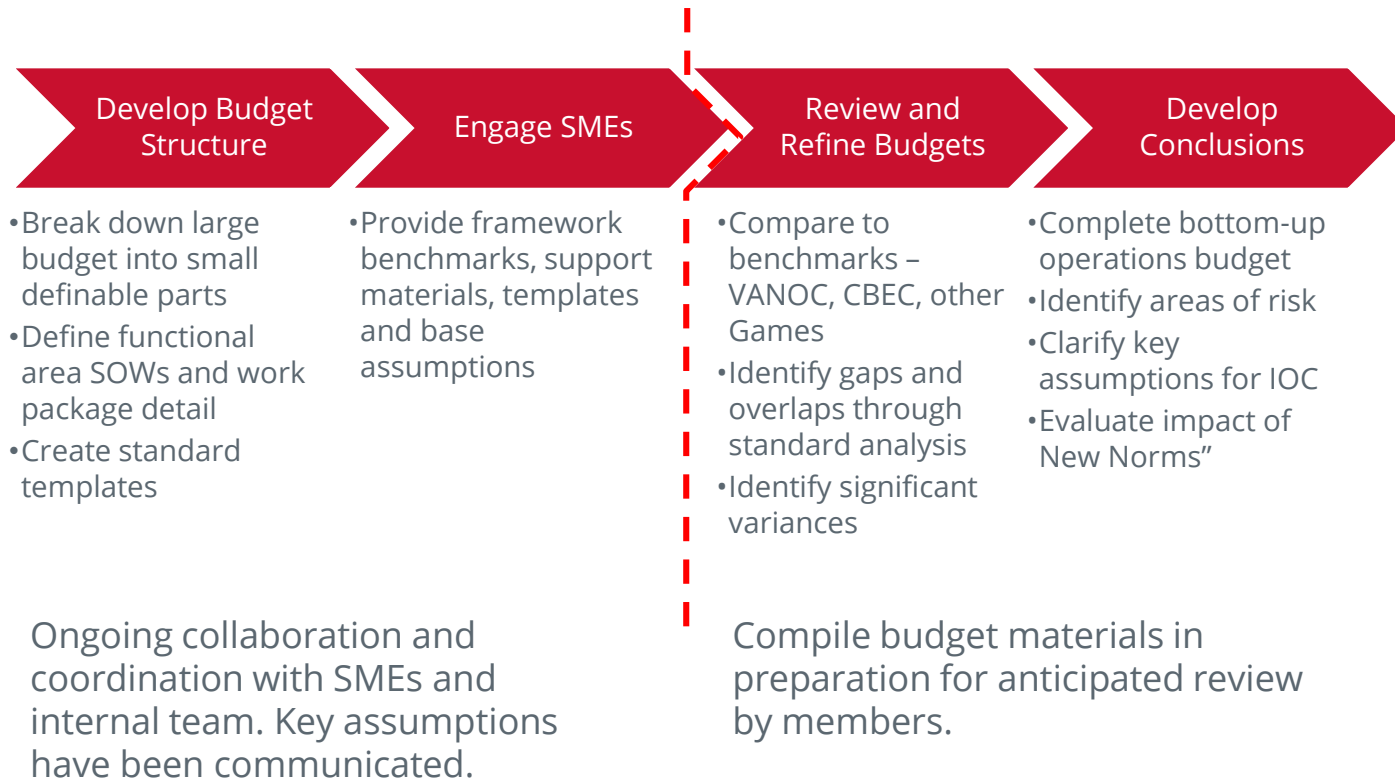 Develop Budget
Structure
Engage SMEs
Review and
Refine Budgets
Develop
Conclusions
•Break down large
budget into small
definable parts
•Define functional
area SOWs and work
package detail
•Create standard
templates
•Provide framework
benchmarks, support
materials, templates
and base
assumptions
•Compare to
benchmarks –
VANOC, CBEC, other
Games
•Identify gaps and
overlaps through
standard analysis
•Identify significant
variances
•Complete bottom-up
operations budget
•Identify areas of risk
•Clarify key
assumptions for IOC
•Evaluate impact of
New Norms”
Ongoing collaboration and
coordination with SMEs and
internal team. Key assumptions
have been communicated.
Compile budget materials in
preparation for anticipated review
by members.